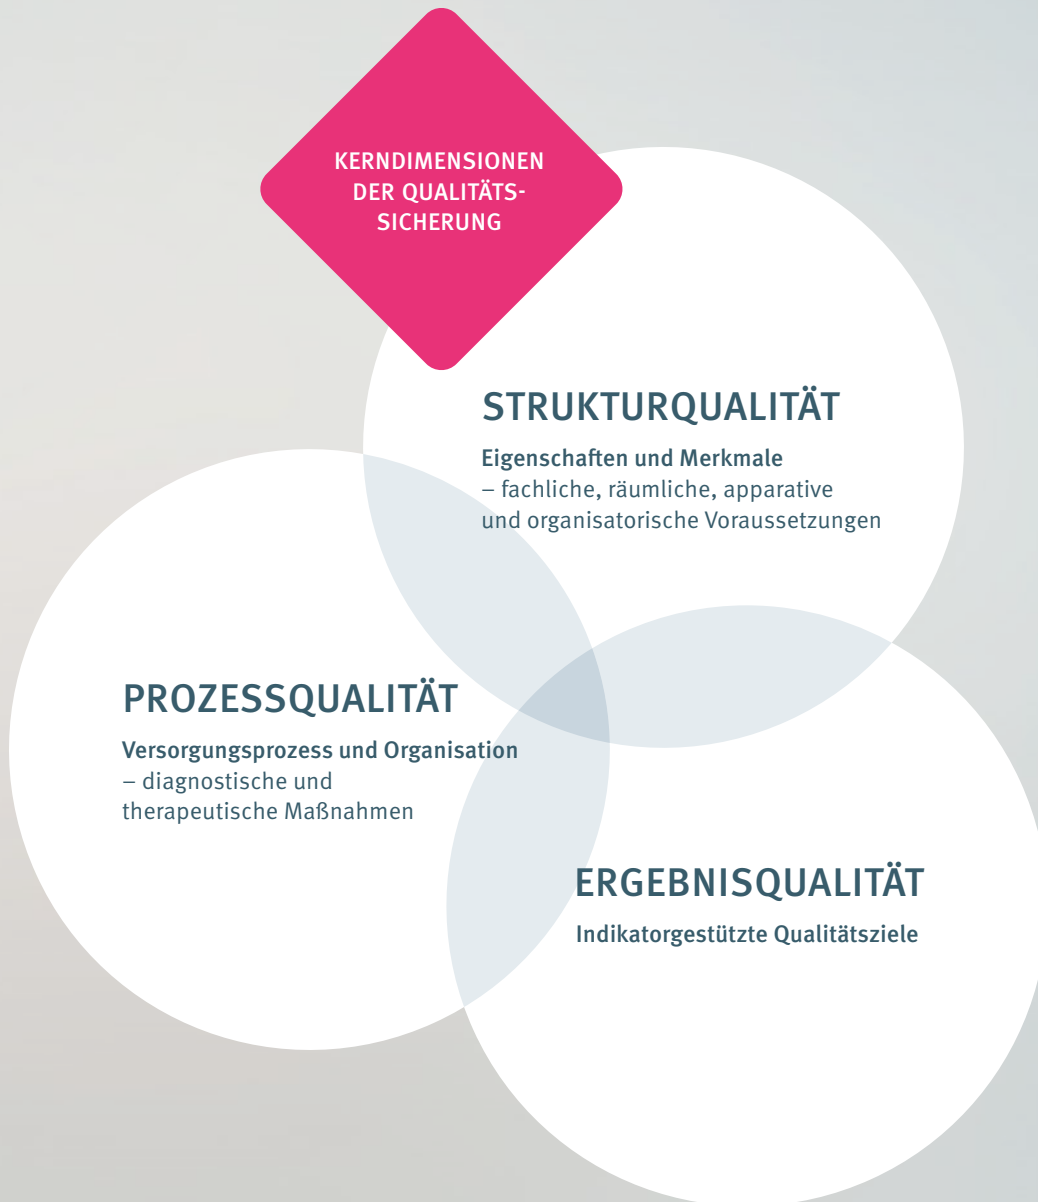 KERNDIMENSIONEN
DER QUALITÄTS-
SICHERUNG
STRUKTURQUALITÄT
Eigenschaften und Merkmale
– fachliche, räumliche, apparative
und organisatorische Voraussetzungen
PROZESSQUALITÄT
Versorgungsprozess und Organisation
– diagnostische und
therapeutische Maßnahmen
ERGEBNISQUALITÄT
Indikatorgestützte Qualitätsziele